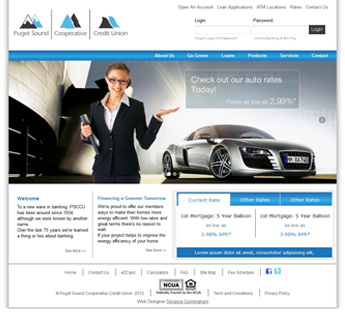 Open An Account Loan Applications ATM Locations Rates Contact Us
Puget Sound Cooperative Credit Union
Login: Password
Login
Forgot Login ID/Password? Online Banking & Bill Pay
About Us Go Green Loans Products Services Contact
Check out our auto rates
Today!
Rates as low as 2.99%*
Welcome
To a new ware in banking. PSCCU
has been around since 1934,
although we were known by another
name.
Over the last 75 years we're learned
a thing or two about banking.
See More >>
Financing a Greener Tomorrow
We're proud to offer our members
ways to make their homes more
energy efficient. With low rates and
great terms there's no reason to
wait.
If your project helps to improve the
energy efficiency of your home
See More >>
Current Rate Other Rates Other Rates
1st Mortgage: 5 Year Balloon 1st Mortgage: 5 Year Balloon
as low as as low as
3.98% APR* 3.98% APR*
Lorem ipsum dolor sit amet, consectetur adipiscing elit.
Home Contact Us eZCard Calculators FAQ Site Map Fee Schedule
NCUA
© Puget Sound Cooperative Credit Union, 2012 Terms and Conditions Privacy Policy
Web Designer Terrance Cunningham